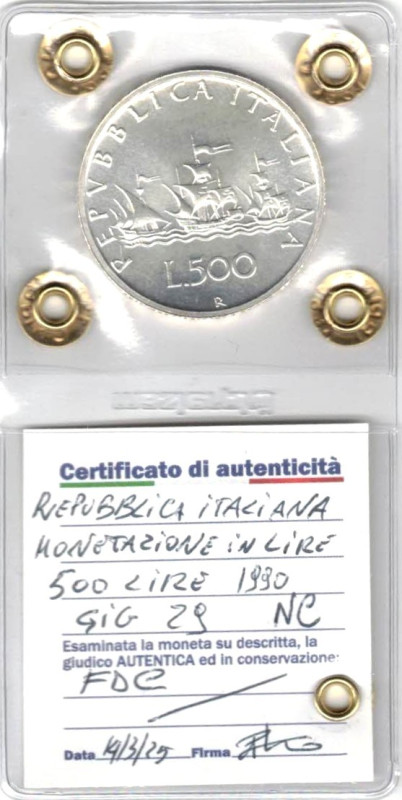 REPVBBLICA ITALIANA
L.500
R
Certificato di autenticità
REPUBBLICA ITALIANA
MONETAZIONE IN LIRE
500 LIRE 1990
GIG 29 NC
Esaminata la moneta su descritta, la
giudico AUTENTICA ed in conservazione:
FDC
Data 14/3/25 Firma